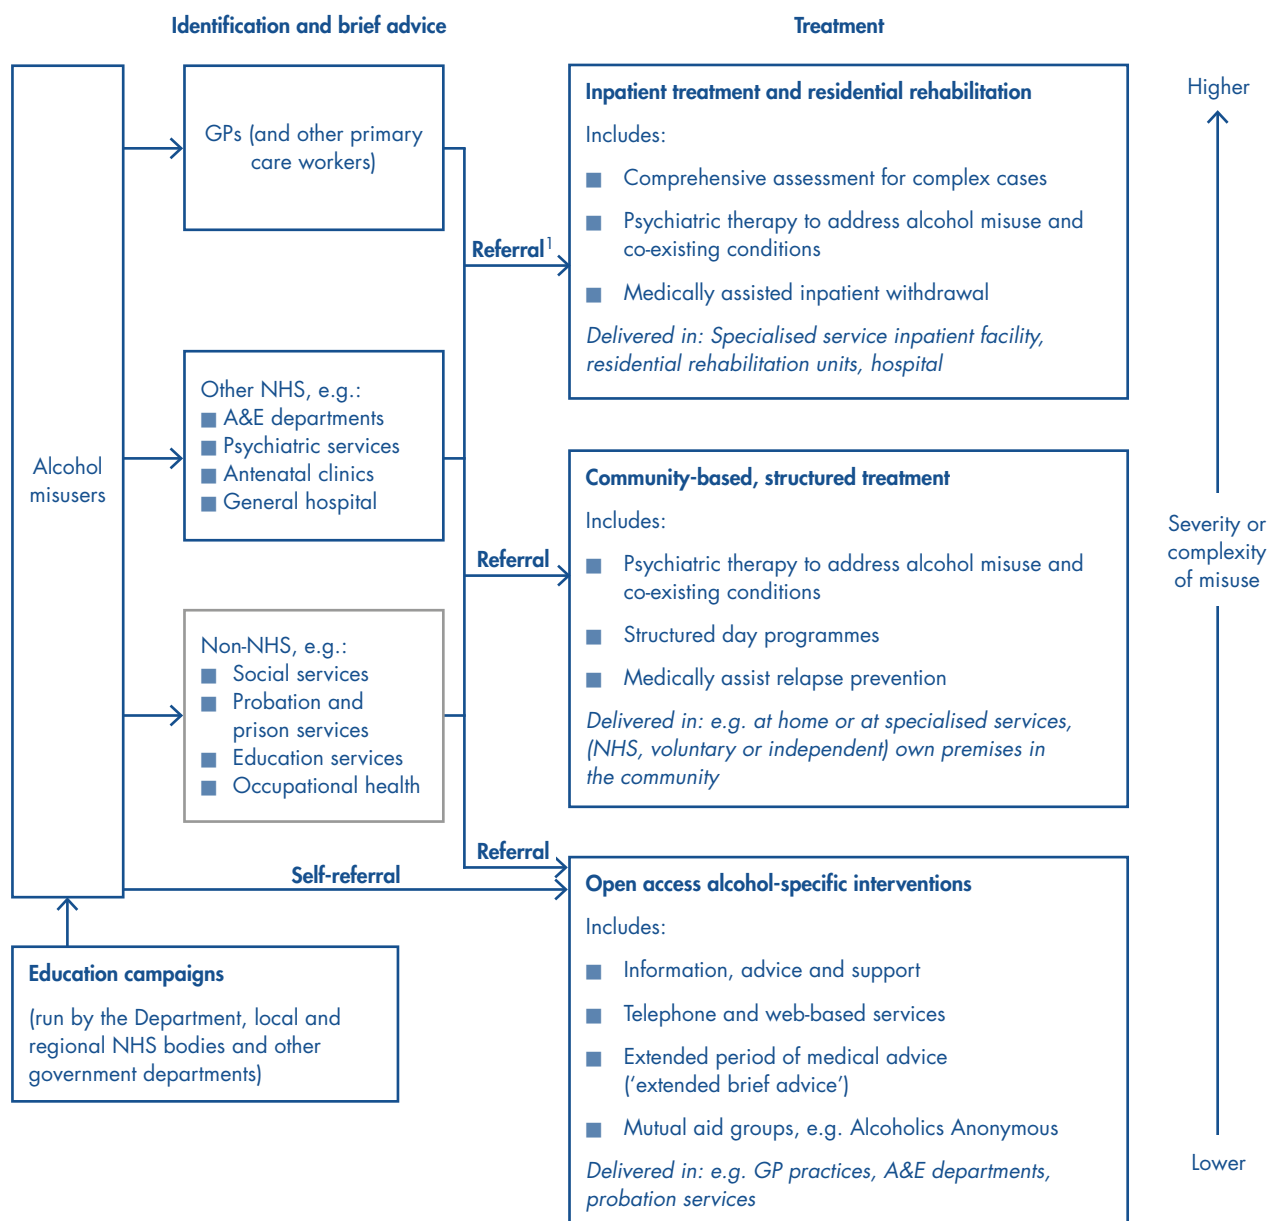 Identification and brief advice
Treatment
Alcohol
misusers
GPs (and other primary
care workers)
Other NHS, e.g.:
A&E departments
Psychiatric services
Antenatal clinics
General hospital
Non-NHS, e.g.:
Social services
Probation and
prison services
Education services
Occupational health
Education campaigns
(run by the Department, local and
regional NHS bodies and other
government departments)
Self-referral
Referral¹
Referral
Referral
Inpatient treatment and residential rehabilitation
Includes:
Comprehensive assessment for complex cases
Psychiatric therapy to address alcohol misuse and
co-existing conditions
Medically assisted inpatient withdrawal
Delivered in: Specialised service inpatient facility,
residential rehabilitation units, hospital
Community-based, structured treatment
Includes:
Psychiatric therapy to address alcohol misuse and
co-existing conditions
Structured day programmes
Medically assist relapse prevention
Delivered in: e.g. at home or at specialised services,
(NHS, voluntary or independent) own premises in
the community
Open access alcohol-specific interventions
Includes:
Information, advice and support
Telephone and web-based services
Extended period of medical advice
(‘extended brief advice’)
Mutual aid groups, e.g. Alcoholics Anonymous
Delivered in: e.g. GP practices, A&E departments,
probation services
Higher
Severity or
complexity
of misuse
Lower